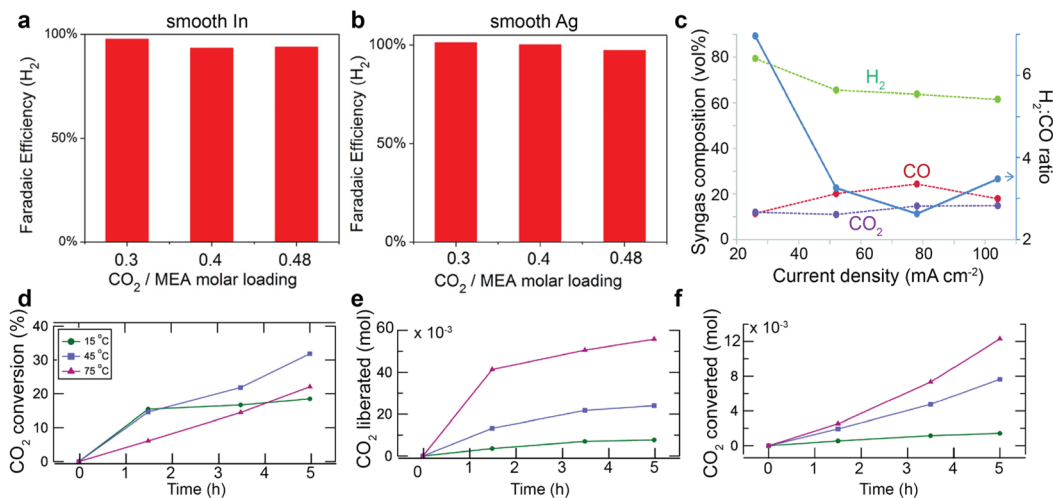 a
smooth In
100%
50%
0%
Faradaic Efficiency (H₂)
0.3 0.4 0.48
CO₂ / MEA molar loading
b
smooth Ag
100%
50%
0%
Faradaic Efficiency (H₂)
0.3 0.4 0.48
CO₂ / MEA molar loading
c
80
60
40
20
0
Syngas composition (vol%)
H₂
CO
CO₂
6
4
2
H₂:CO ratio
20 40 60 80 100
Current density (mA cm⁻²)
d
40
30
20
10
0
CO₂ conversion (%)
15 °C
45 °C
75 °C
0 1 2 3 4 5
Time (h)
e
x 10⁻³
60
40
20
0
CO₂ liberated (mol)
0 1 2 3 4 5
Time (h)
f
x 10⁻³
12
8
4
0
CO₂ converted (mol)
0 1 2 3 4 5
Time (h)